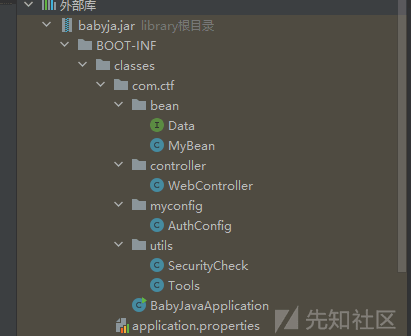 外部库
babyja.jar library根目录
BOOT-INF
classes
com.ctf
bean
Data
MyBean
controller
WebController
myconfig
AuthConfig
utils
SecurityCheck
Tools
BabyJavaApplication
application.properties
先知社区